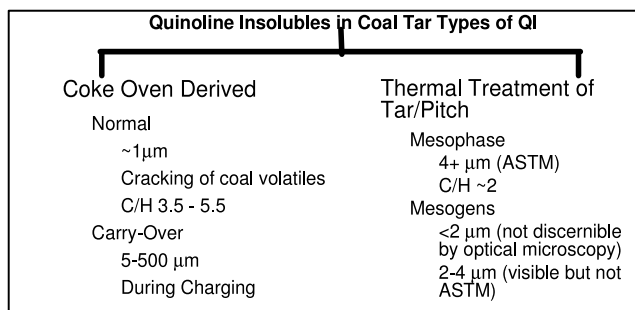 Quinoline Insolubles in Coal Tar Types of QI
Coke Oven Derived
Normal
~1μm
Cracking of coal volatiles
C/H 3.5 - 5.5
Carry-Over
5-500 μm
During Charging
Thermal Treatment of
Tar/Pitch
Mesophase
4+ μm (ASTM)
C/H ~2
Mesogens
<2 μm (not discernible
by optical microscopy)
2-4 μm (visible but not
ASTM)